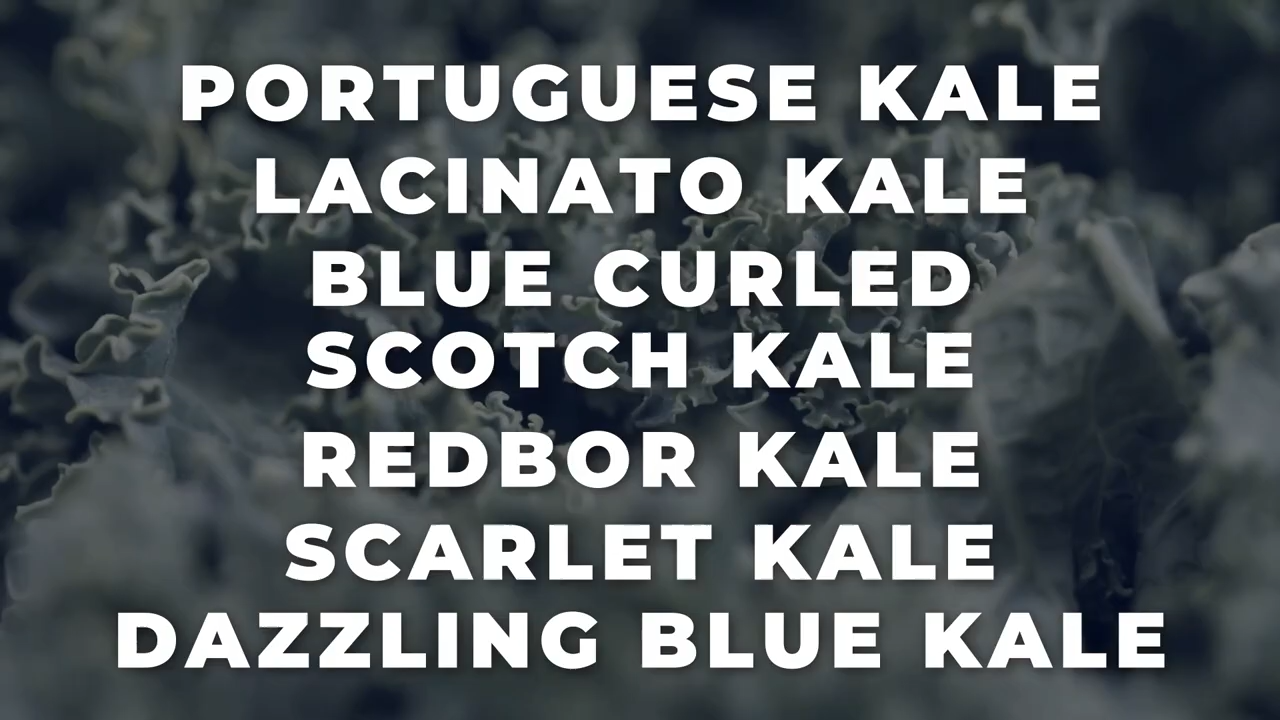 PORTUGUESE KALE
LACINATO KALE
BLUE CURLED
SCOTCH KALE
REDBOR KALE
SCARLET KALE
DAZZLING BLUE KALE